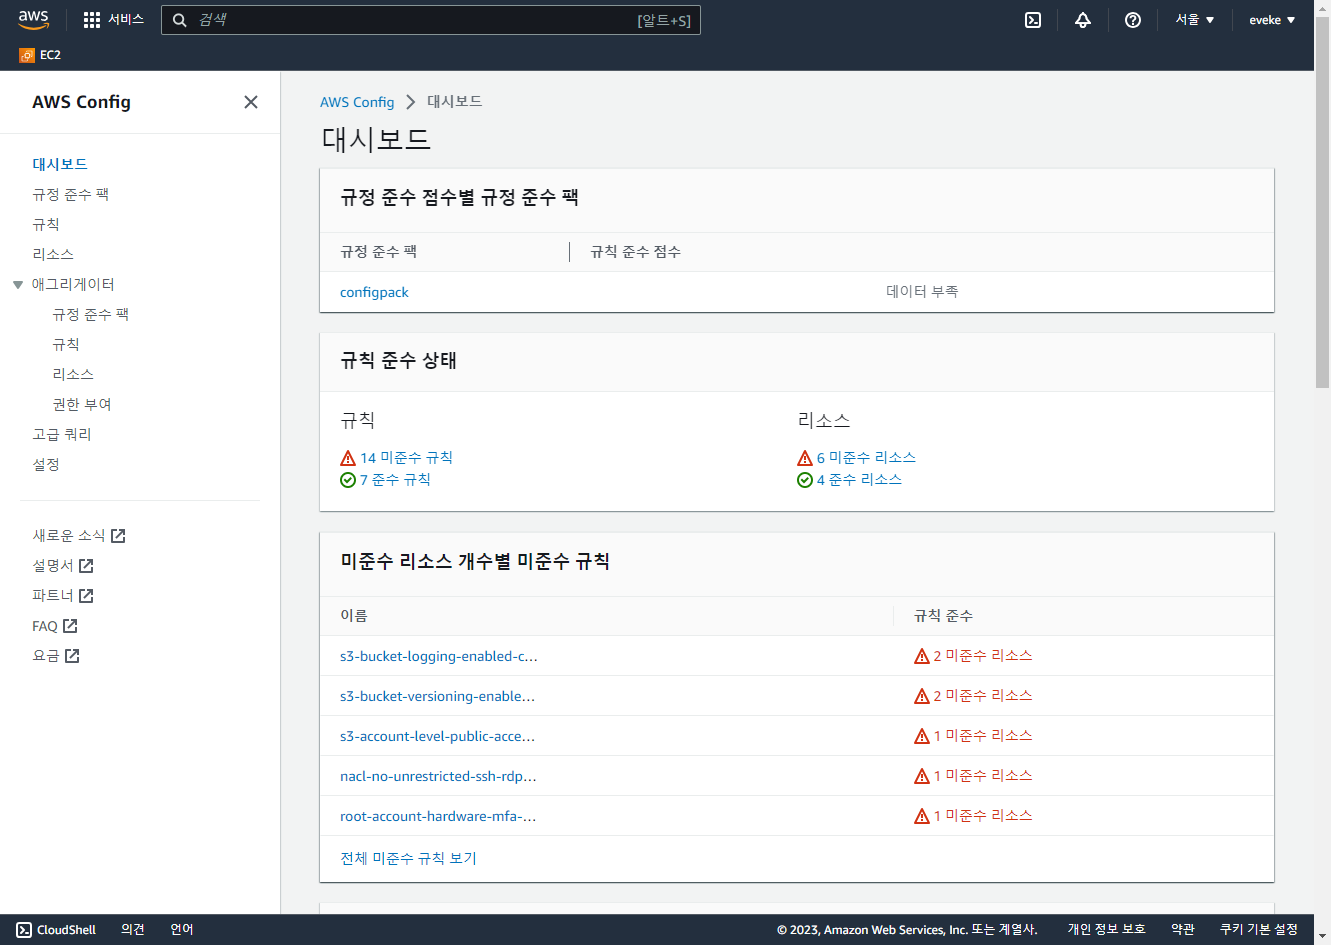 aws 서비스 검색 [알트+S] 서울 ▼ eveke ▼
EC2
AWS Config
대시보드
규정 준수 팩
규칙
리소스
애그리게이터
규정 준수 팩
규칙
리소스
권한 부여
고급 쿼리
설정
새로운 소식
설명서
파트너
FAQ
요금
AWS Config > 대시보드
대시보드
규정 준수 점수별 규정 준수 팩
규정 준수 팩 규칙 준수 점수
configpack 데이터 부족
규칙 준수 상태
규칙 리소스
14 미준수 규칙 6 미준수 리소스
7 준수 규칙 4 준수 리소스
미준수 리소스 개수별 미준수 규칙
이름 규칙 준수
s3-bucket-logging-enabled-c... 2 미준수 리소스
s3-bucket-versioning-enable... 2 미준수 리소스
s3-account-level-public-acce... 1 미준수 리소스
nacl-no-unrestricted-ssh-rdp... 1 미준수 리소스
root-account-hardware-mfa-... 1 미준수 리소스
전체 미준수 규칙 보기
CloudShell 의견 언어 © 2023, Amazon Web Services, Inc. 또는 계열사. 개인 정보 보호 약관 쿠키 기본 설정